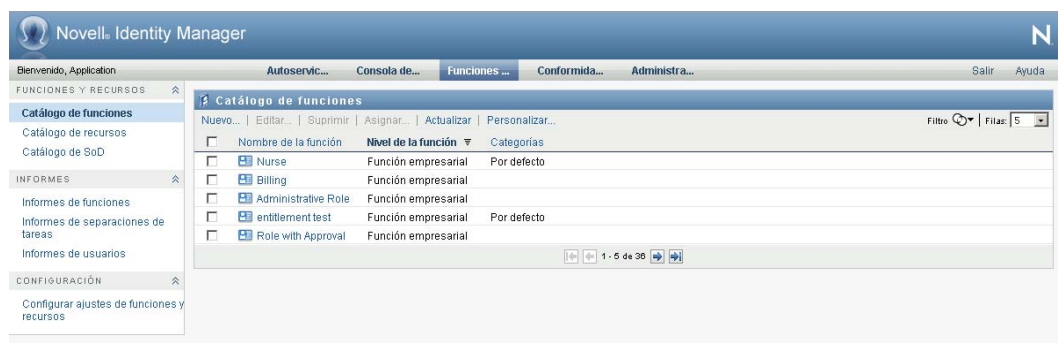 Novell® Identity Manager
N
Bienvenido, Application
Autoservic... Consola de... Funciones ... Conformida... Administra... Salir Ayuda
FUNCIONES Y RECURSOS
Catálogo de funciones
Catálogo de recursos
Catálogo de SoD
INFORMES
Informes de funciones
Informes de separaciones de
tareas
Informes de usuarios
CONFIGURACIÓN
Configurar ajustes de funciones y
recursos
Catálogo de funciones
Nuevo... | Editar... | Suprimir | Asignar... | Actualizar | Personalizar... Filtro | Filas: 5
Nombre de la función Nivel de la función Categorías
Nurse Función empresarial Por defecto
Billing Función empresarial
Administrative Role Función empresarial
entitlement test Función empresarial Por defecto
Role with Approval Función empresarial
1 - 5 de 36